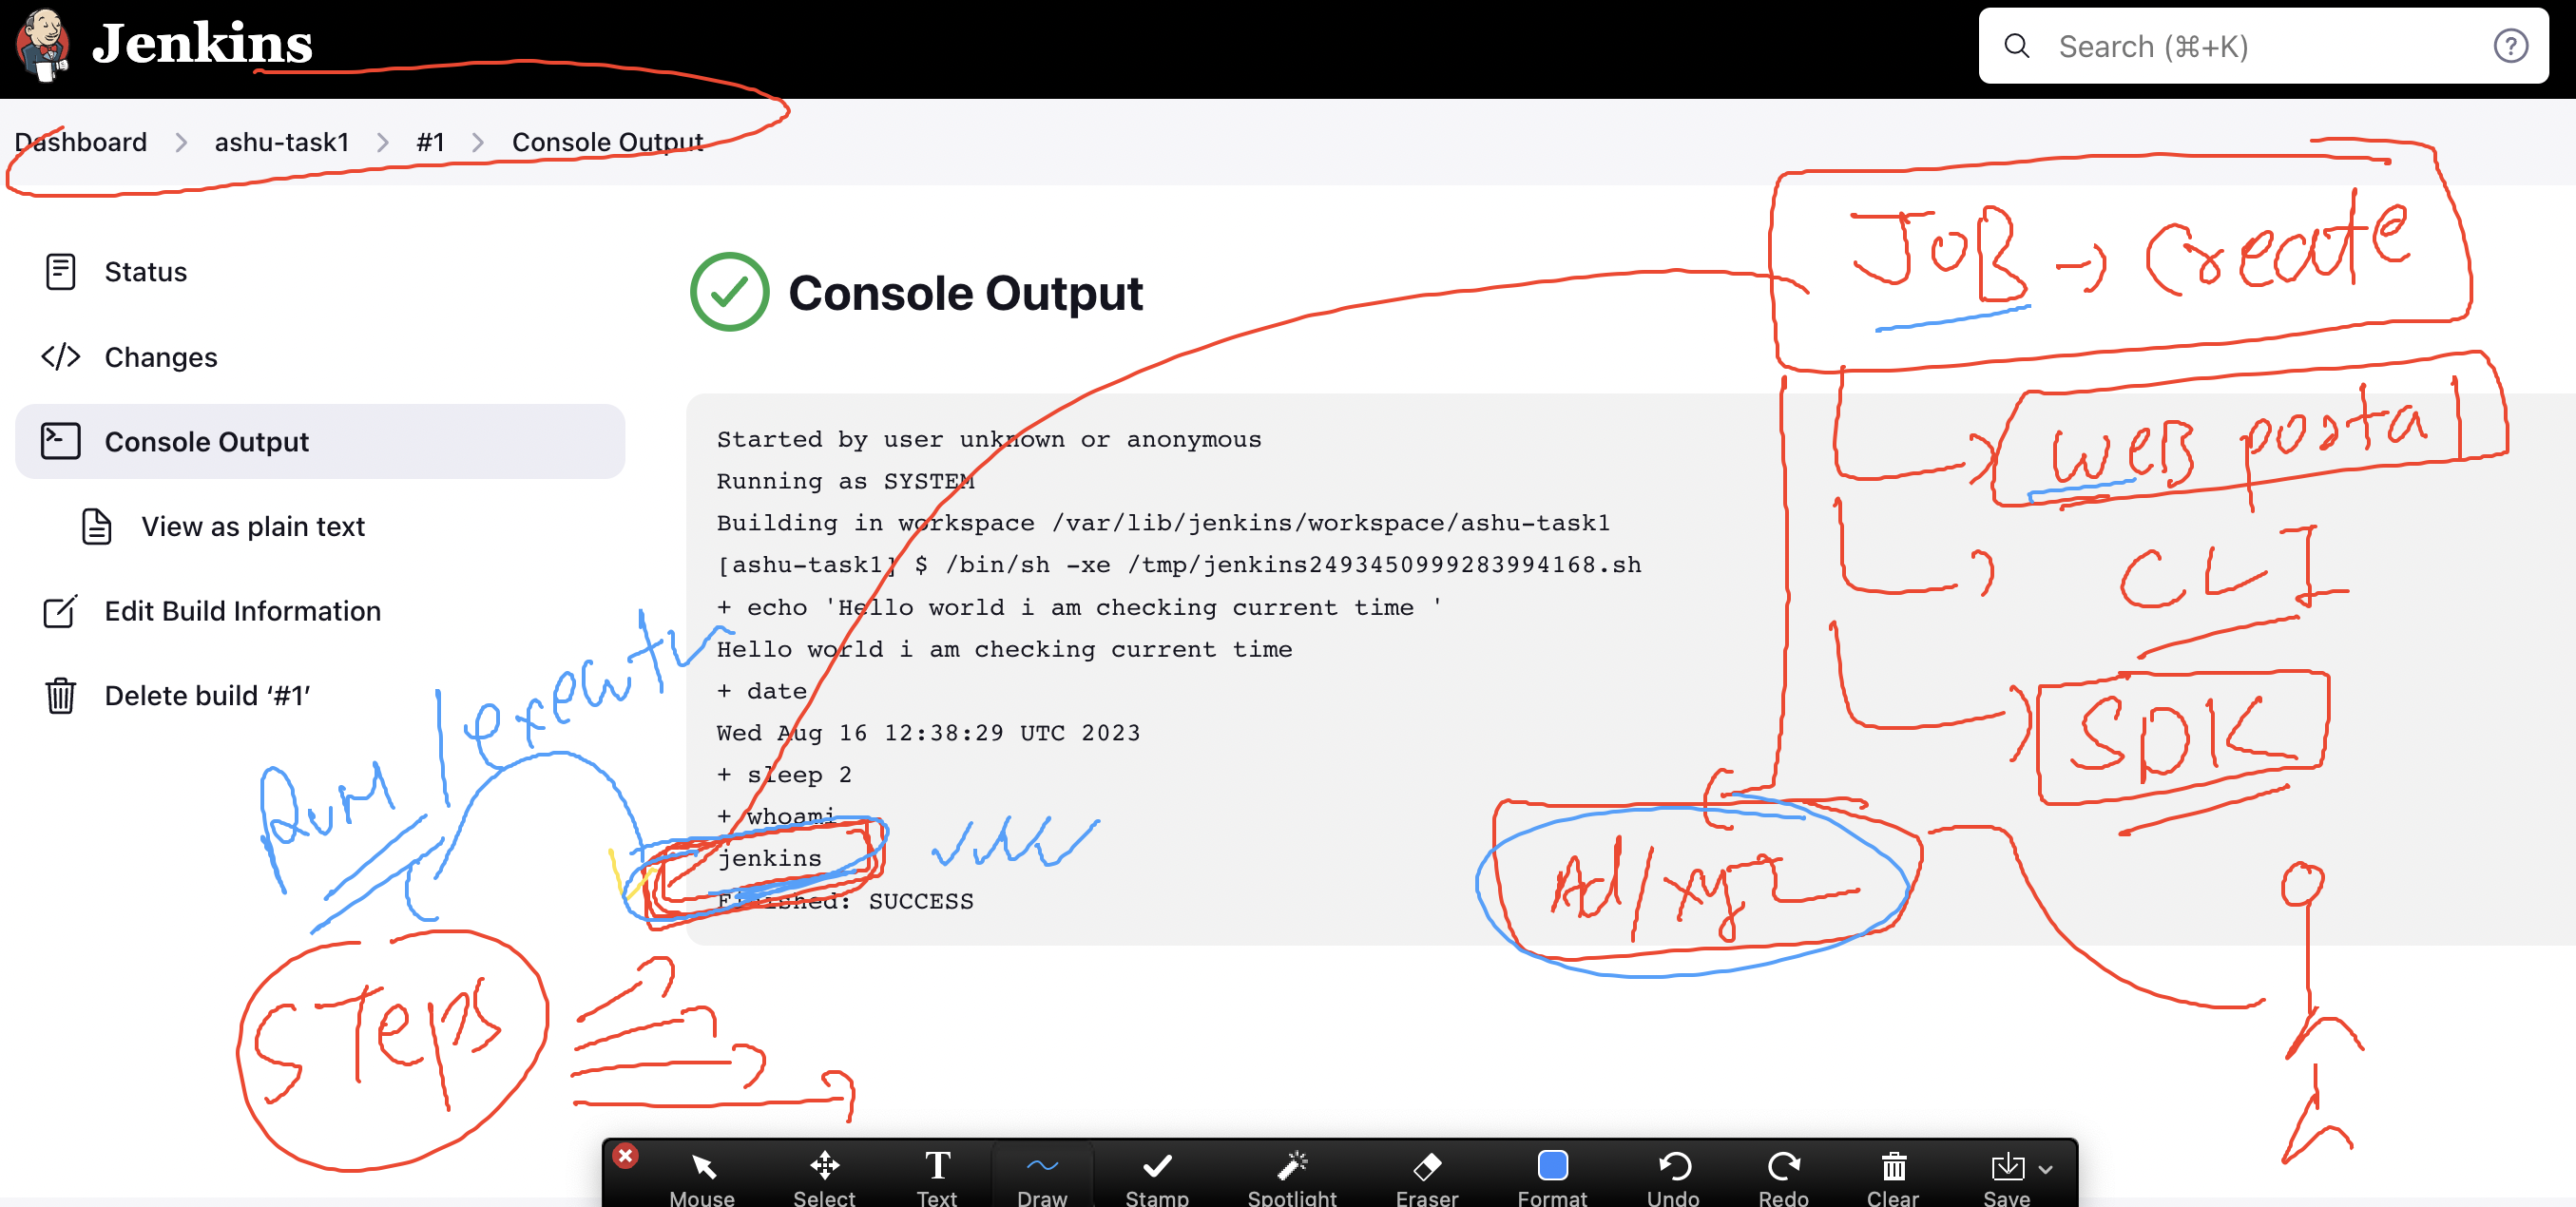 Jenkins
Search (⌘+K)
Dashboard > ashu-task1 > #1 > Console Output
Status
Changes
Console Output
View as plain text
Edit Build Information
Delete build ‘#1’
Console Output
Started by user unknown or anonymous
Running as SYSTEM
Building in workspace /var/lib/jenkins/workspace/ashu-task1
[ashu-task1] $ /bin/sh -xe /tmp/jenkins2493450999283994168.sh
+ echo 'Hello world i am checking current time '
Hello world i am checking current time
+ date
Wed Aug 16 12:38:29 UTC 2023
+ sleep 2
+ whoami
jenkins
Finished: SUCCESS
JOB → create
WEB portal
CLI
SDK
Ad/xyz
Run / execute
STeps
Mouse Select Text Draw Stamp Spotlight Eraser Format Undo Redo Clear Save